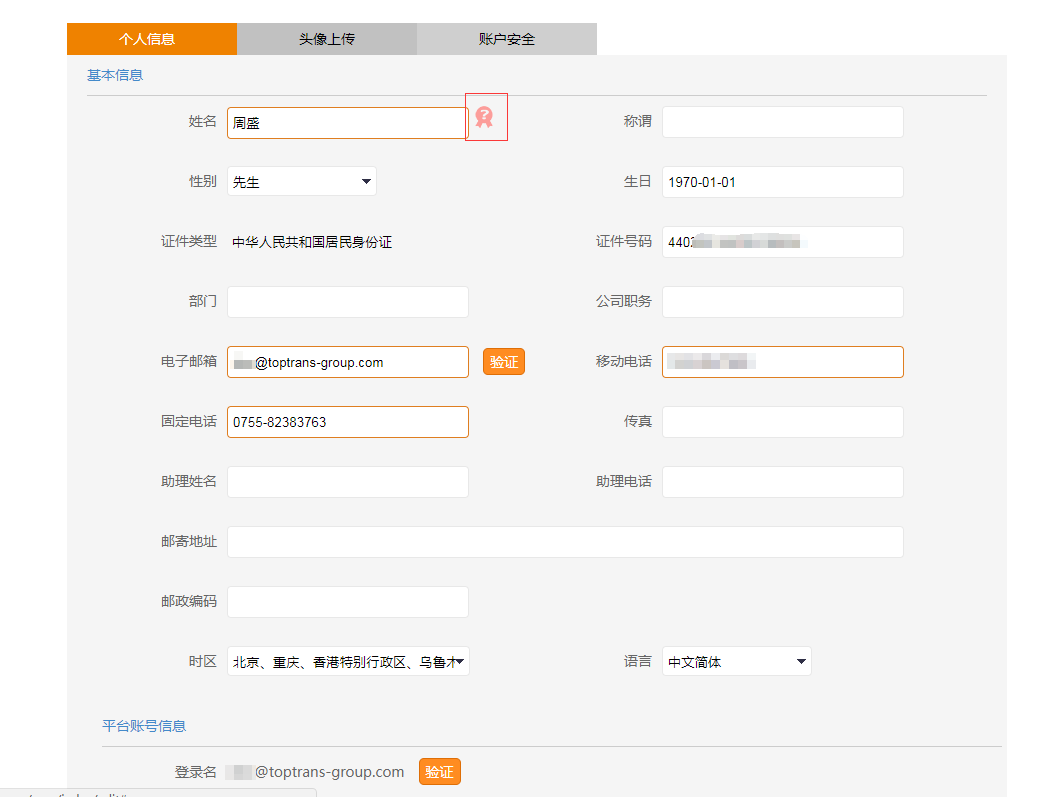 个人信息 头像上传 账户安全
基本信息
姓名 周盛 ? 称谓
性别 先生 生日 1970-01-01
证件类型 中华人民共和国居民身份证 证件号码 440
部门 公司职务
电子邮箱 @toptrans-group.com 验证 移动电话
固定电话 0755-82383763 传真
助理姓名 助理电话
邮寄地址
邮政编码
时区 北京、重庆、香港特别行政区、乌鲁木 语言 中文简体
平台账号信息
登录名 @toptrans-group.com 验证